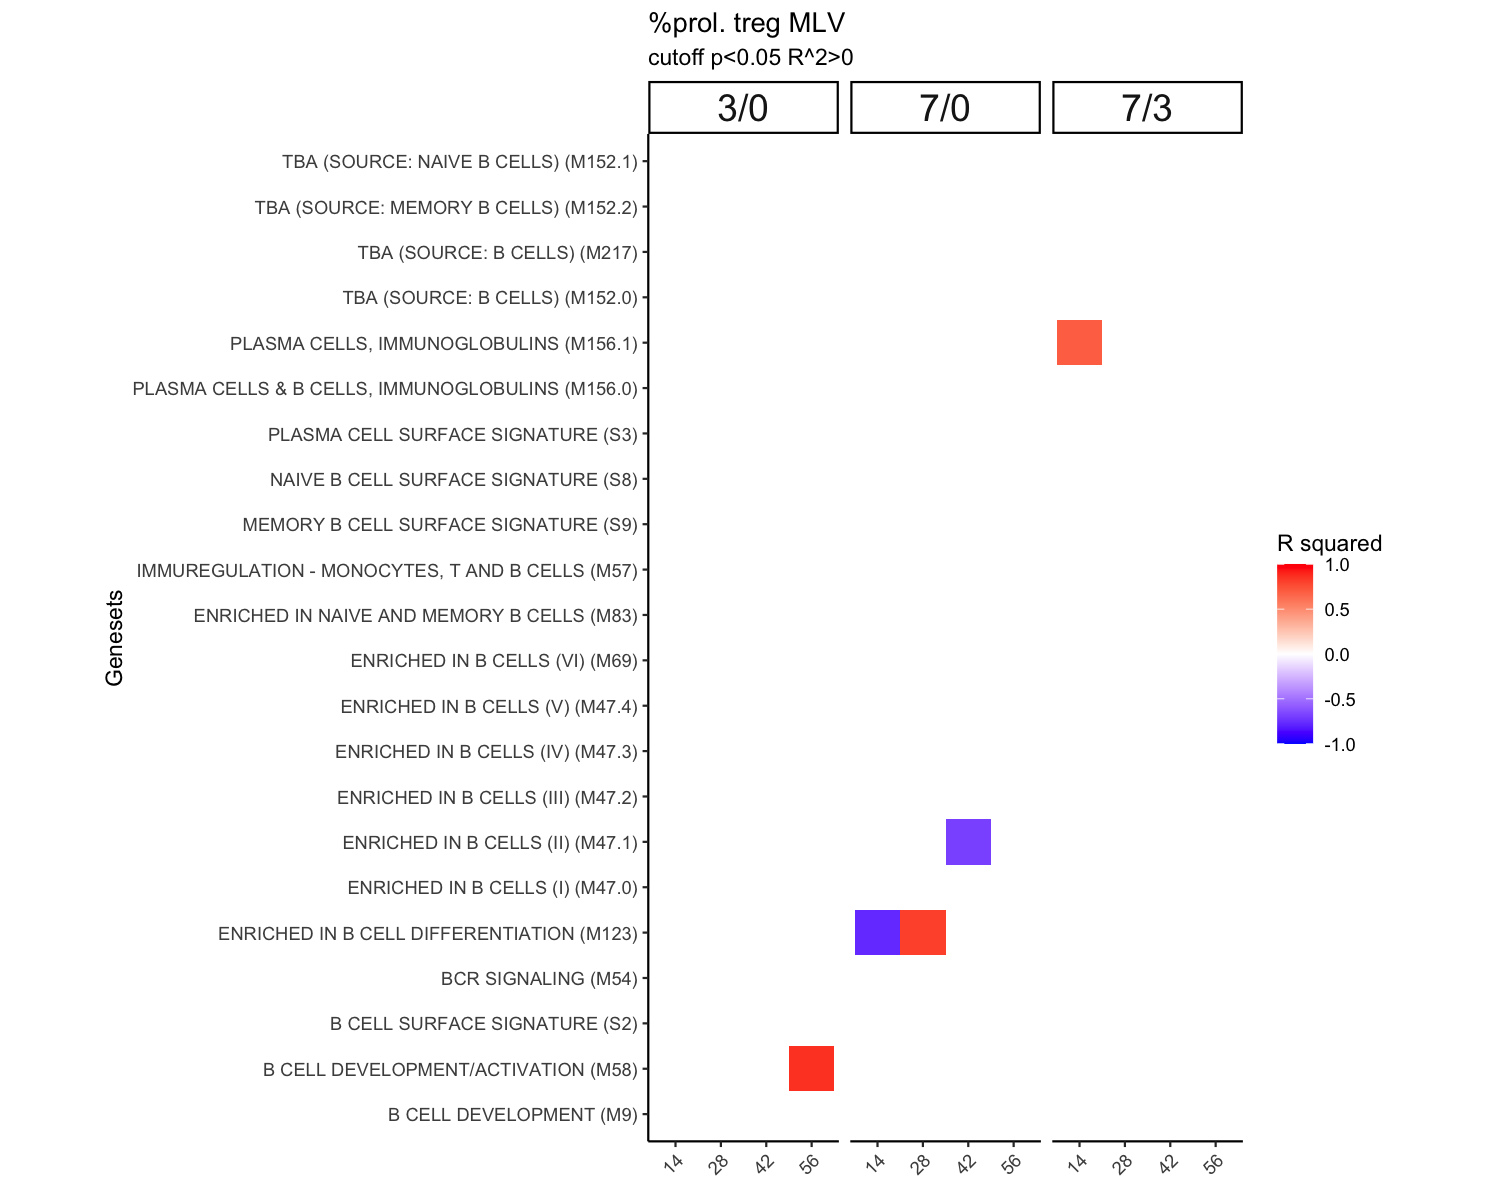 %prol. treg MLV
cutoff p<0.05 R^2>0
3/0 7/0 7/3
TBA (SOURCE: NAIVE B CELLS) (M152.1)
TBA (SOURCE: MEMORY B CELLS) (M152.2)
TBA (SOURCE: B CELLS) (M217)
TBA (SOURCE: B CELLS) (M152.0)
PLASMA CELLS, IMMUNOGLOBULINS (M156.1)
PLASMA CELLS & B CELLS, IMMUNOGLOBULINS (M156.0)
PLASMA CELL SURFACE SIGNATURE (S3)
NAIVE B CELL SURFACE SIGNATURE (S8)
MEMORY B CELL SURFACE SIGNATURE (S9)
IMMUREGULATION - MONOCYTES, T AND B CELLS (M57)
ENRICHED IN NAIVE AND MEMORY B CELLS (M83)
ENRICHED IN B CELLS (VI) (M69)
ENRICHED IN B CELLS (V) (M47.4)
ENRICHED IN B CELLS (IV) (M47.3)
ENRICHED IN B CELLS (III) (M47.2)
ENRICHED IN B CELLS (II) (M47.1)
ENRICHED IN B CELLS (I) (M47.0)
ENRICHED IN B CELL DIFFERENTIATION (M123)
BCR SIGNALING (M54)
B CELL SURFACE SIGNATURE (S2)
B CELL DEVELOPMENT/ACTIVATION (M58)
B CELL DEVELOPMENT (M9)
Genesets
14 28 42 56 14 28 42 56 14 28 42 56
R squared
1.0
0.5
0.0
-0.5
-1.0